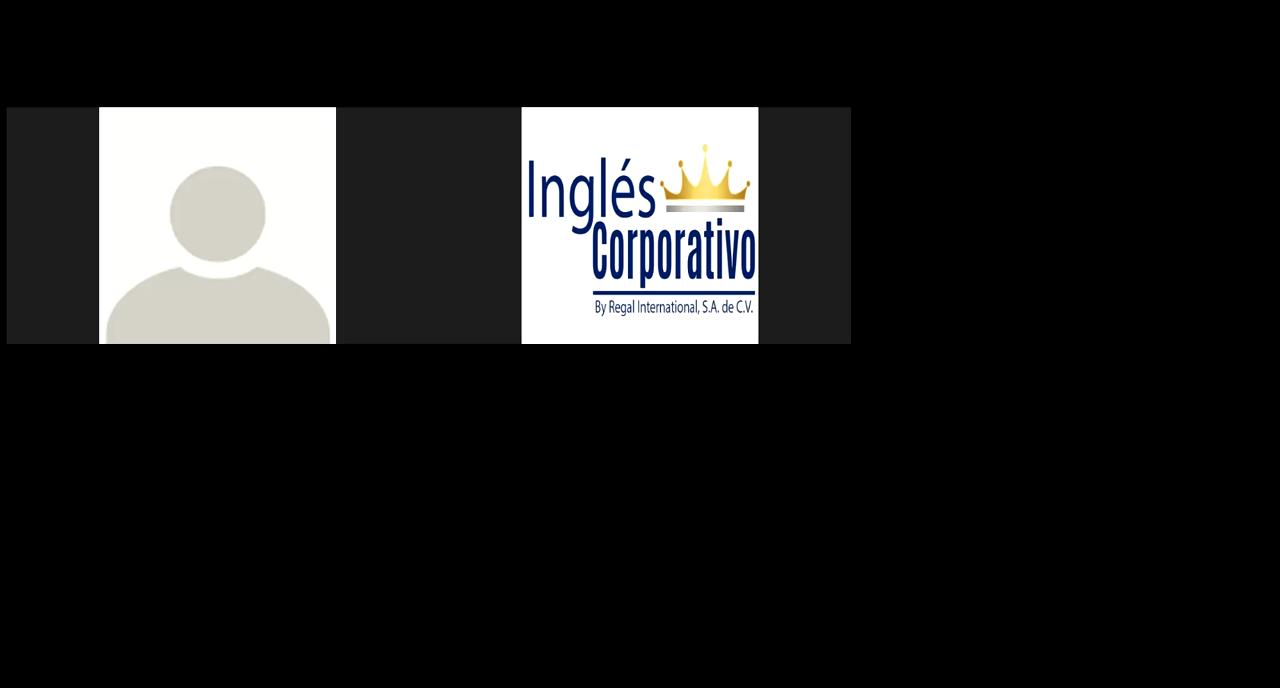 Inglés
Corporativo
By Regal International, S.A. de C.V.